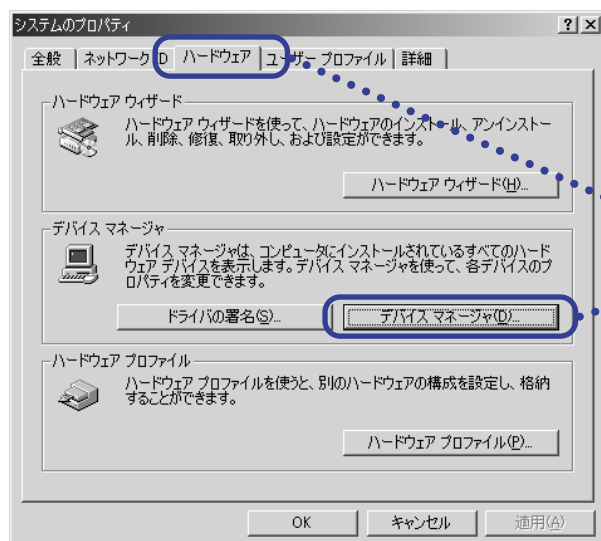 システムのプロパティ
? ×
全般 ネットワーク ID ハードウェア ユーザー プロファイル 詳細
ハードウェア ウィザード
ハードウェア ウィザードを使って、ハードウェアのインストール、アンインストー
ル、削除、修復、取り外し、および設定ができます。
ハードウェア ウィザード(H)...
デバイス マネージャ
デバイス マネージャは、コンピュータにインストールされているすべてのハード
ウェア デバイスを表示します。デバイス マネージャを使って、各デバイスのプ
ロパティを変更できます。
ドライバの署名(S)... デバイス マネージャ(D)...
ハードウェア プロファイル
ハードウェア プロファイルを使うと、別のハードウェアの構成を設定し、格納
することができます。
ハードウェア プロファイル(P)...
OK キャンセル 適用(A)